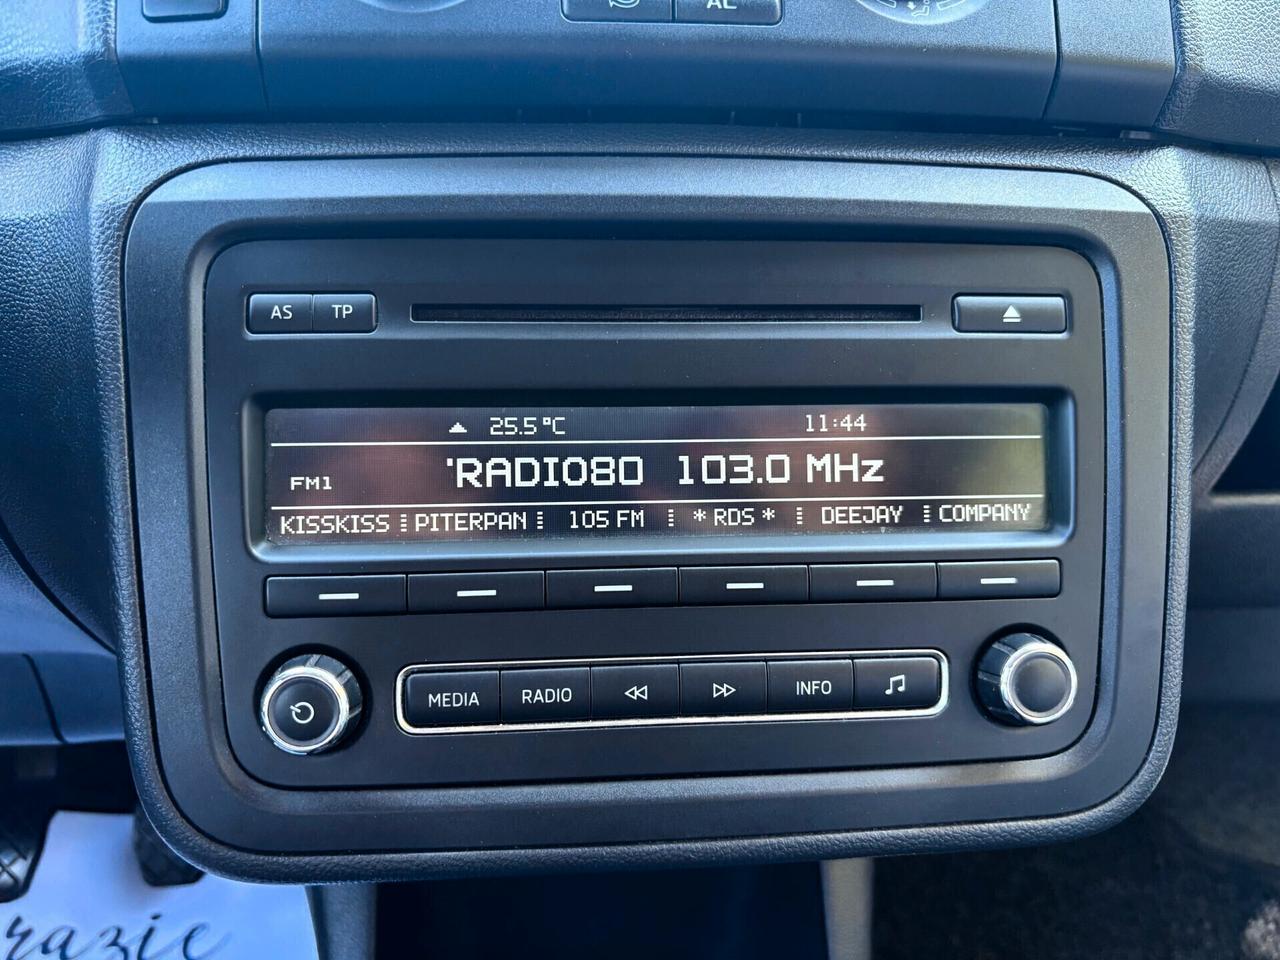 AS TP
25.5°C 11:44
FM1 'RADIO80 103.0 MHz
KISSKISS PITERPAN 105 FM *RDS* DEEJAY COMPANY
MEDIA RADIO INFO
razie